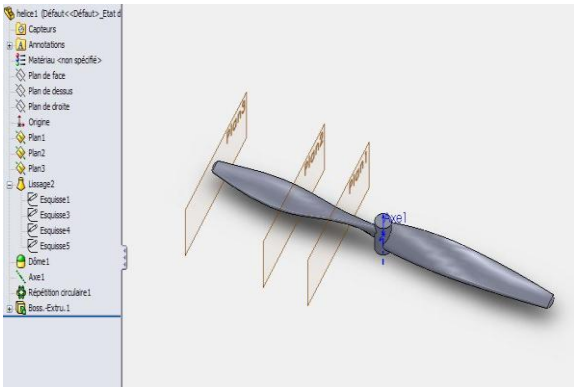 helice1 (Défaut<<Défaut>_Etat d
Capteurs
Annotations
Matériau <non spécifié>
Plan de face
Plan de dessus
Plan de droite
Origine
Plan1
Plan2
Plan3
Lissage2
Esquisse1
Esquisse3
Esquisse4
Esquisse5
Dôme1
Axe1
Répétition circulaire1
Boss.-Extru.1
Plan3
Plan2
Plan1
Axe1